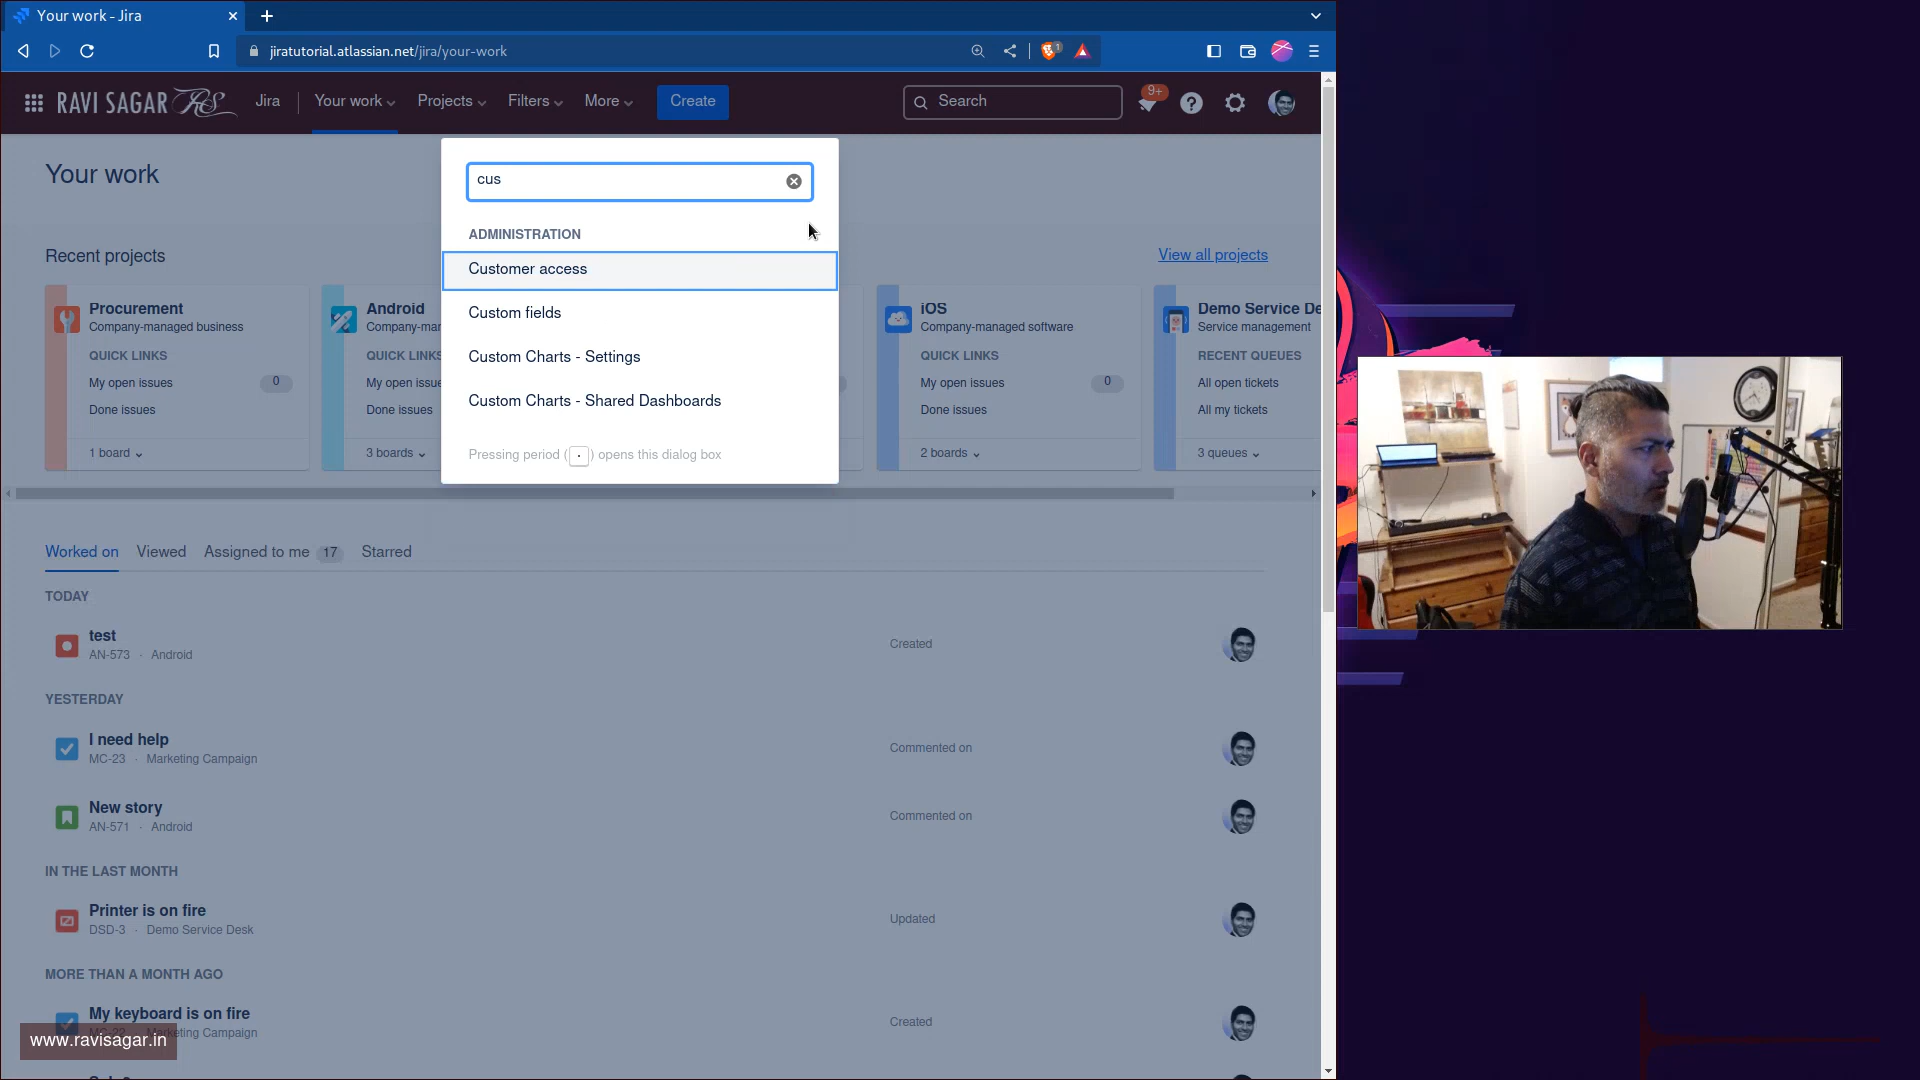 Your work - Jira
jiratutorial.atlassian.net/jira/your-work
1
RAVI SAGAR RS
Jira
Your work
Projects
Filters
More
Create
Search
9+
Your work
cus
ADMINISTRATION
Customer access
Custom fields
Custom Charts - Settings
Custom Charts - Shared Dashboards
Pressing period ( . ) opens this dialog box
Recent projects
View all projects
Procurement
Company-managed business
QUICK LINKS
My open issues 0
Done issues
1 board
Android
Company-mar
QUICK LINKS
My open issue
Done issues
3 boards
iOS
Company-managed software
QUICK LINKS
My open issues 0
Done issues
2 boards
Demo Service De
Service management
RECENT QUEUES
All open tickets
All my tickets
3 queues
Worked on Viewed Assigned to me 17 Starred
TODAY
test
AN-573 · Android
Created
YESTERDAY
I need help
MC-23 · Marketing Campaign
Commented on
New story
AN-571 · Android
Commented on
IN THE LAST MONTH
Printer is on fire
DSD-3 · Demo Service Desk
Updated
MORE THAN A MONTH AGO
My keyboard is on fire
MC-22 · Marketing Campaign
Created
www.ravisagar.in